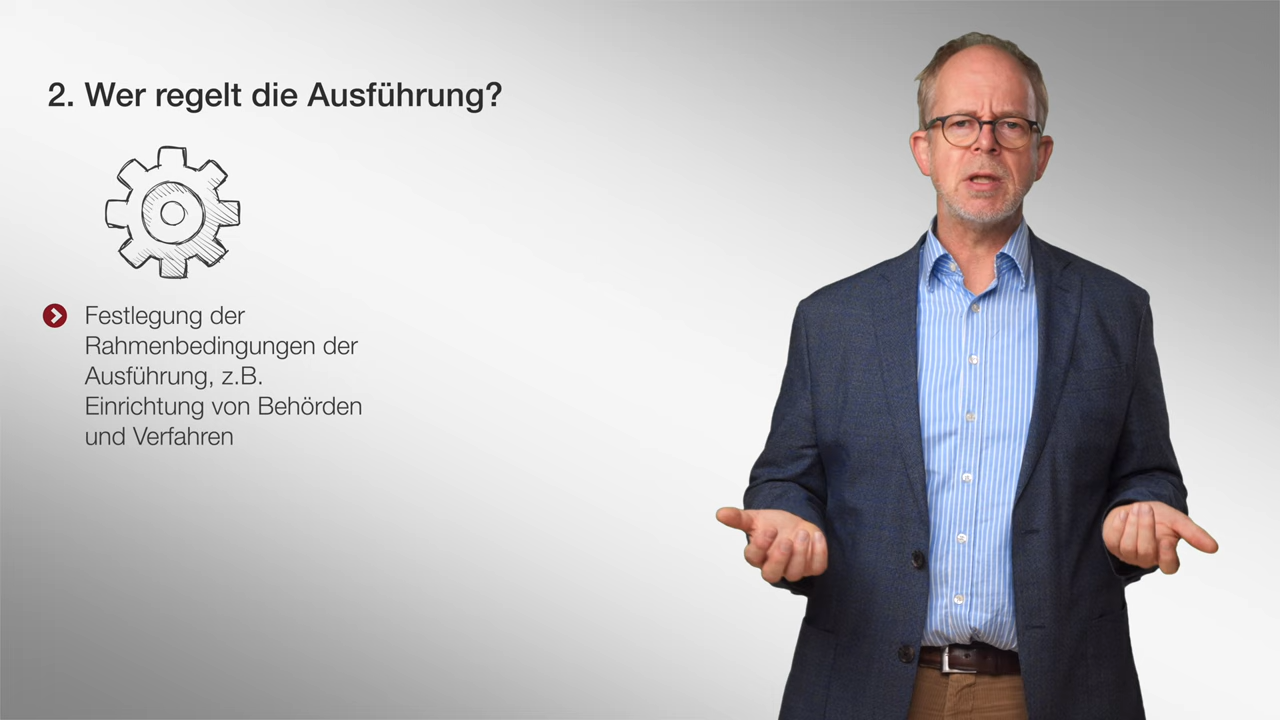 2. Wer regelt die Ausführung?
Festlegung der
Rahmenbedingungen der
Ausführung, z.B.
Einrichtung von Behörden
und Verfahren